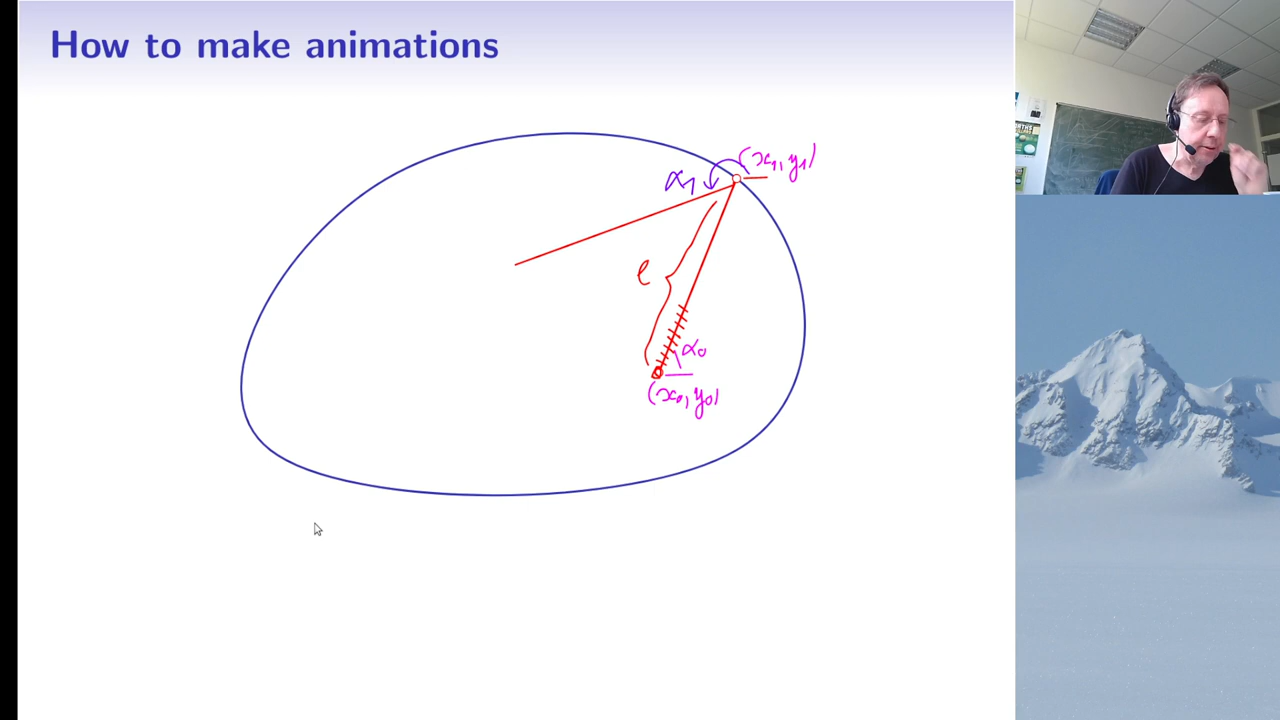 How to make animations
(x₁, y₁)
α₁
ℓ
α₀
(x₀, y₀)